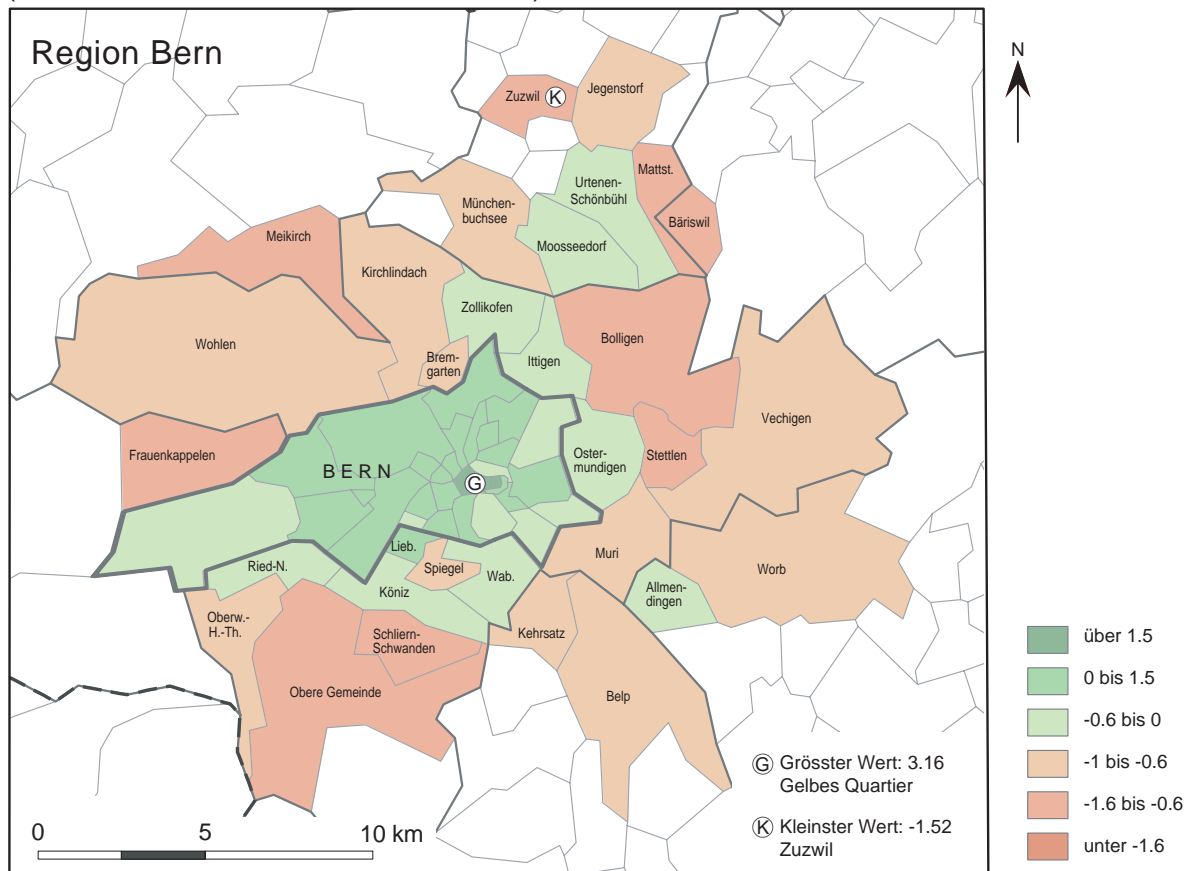 Region Bern
N
Zuzwil
K
Jegenstorf
Mattst.
Urtenen-
Schönbühl
München-
buchsee
Bäriswil
Meikirch
Moosseedorf
Kirchlindach
Zollikofen
Wohlen
Bolligen
Brem-
garten
Ittigen
Vechigen
Frauenkappelen
BERN
Oster-
mundigen
Stettlen
G
Lieb.
Muri
Ried-N.
Spiegel
Wab.
Worb
Köniz
Allmen-
dingen
Oberw.-
H.-Th.
Schliern-
Schwanden
Kehrsatz
Obere Gemeinde
Belp
über 1.5
0 bis 1.5
-0.6 bis 0
-1 bis -0.6
-1.6 bis -0.6
unter -1.6
G Grösster Wert: 3.16
Gelbes Quartier
K Kleinster Wert: -1.52
Zuzwil
0 5 10 km